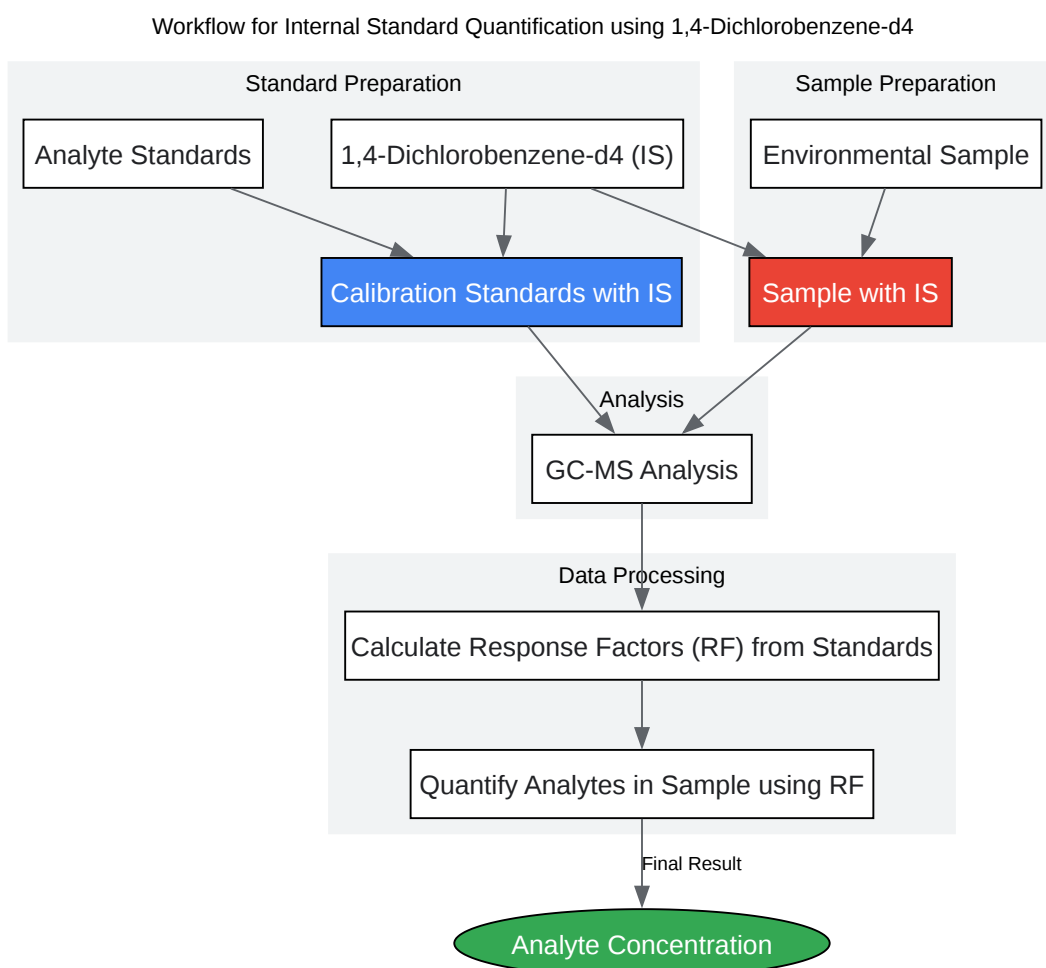 Workflow for Internal Standard Quantification using 1,4-Dichlorobenzene-d4
Standard Preparation
Sample Preparation
Analyte Standards
1,4-Dichlorobenzene-d4 (IS)
Environmental Sample
Calibration Standards with IS
Sample with IS
Analysis
GC-MS Analysis
Data Processing
Calculate Response Factors (RF) from Standards
Quantify Analytes in Sample using RF
Final Result
Analyte Concentration